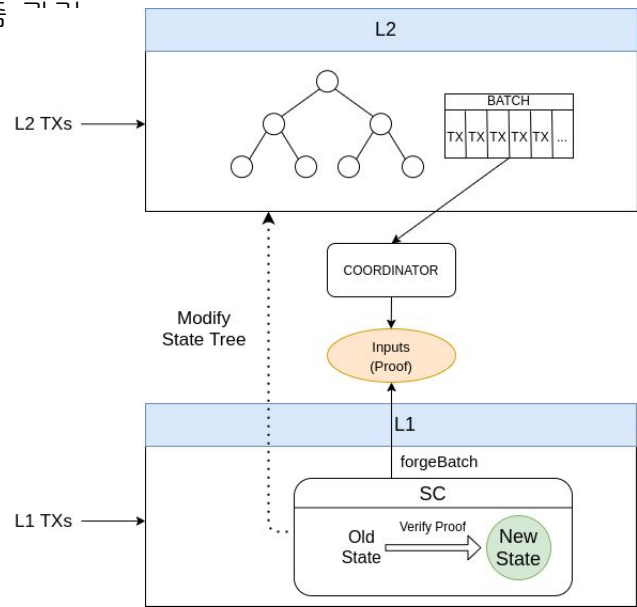 L2
BATCH
TX TX TX TX TX ...
L2 TXs
COORDINATOR
Modify
State Tree
Inputs
(Proof)
L1
forgeBatch
SC
L1 TXs
Old
State
Verify Proof
New
State